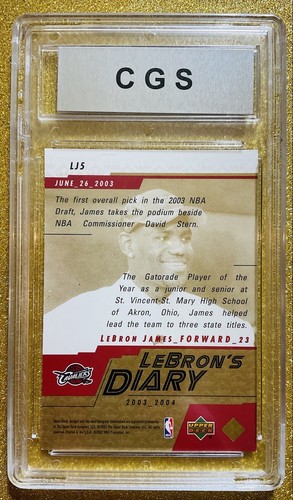 CGS
LJ5
JUNE_26_2003
The first overall pick in the 2003 NBA
Draft, James takes the podium beside
NBA Commissioner David Stern.
The Gatorade Player of the
Year as a junior and senior at
St. Vincent-St. Mary High School
of Akron, Ohio, James helped
lead the team to three state titles.
LEBRON JAMES_FORWARD_23
LEBRON'S
DIARY
2003_2004
CAVALIERS
UPPER
DECK